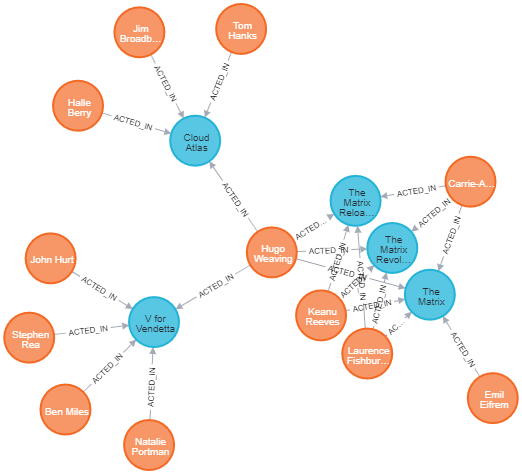 Jim
Broadb...
Tom
Hanks
ACTED_IN
ACTED_IN
Halle
Berry
ACTED_IN
Cloud
Atlas
ACTED_IN
The
Matrix
Reloa...
ACTED_IN
Carrie-A...
ACTED_...
ACTED_IN
ACTED_IN
Hugo
Weaving
ACTED_IN
The
Matrix
Revol...
ACTED_IN
John Hurt
ACTED_IN
ACTED_IN
ACTED_IN
ACTED_IN
ACTED_IN
ACTED_IN
The
Matrix
Keanu
Reeves
ACTED_IN
ACTED_IN
V for
Vendetta
Stephen
Rea
ACTED_IN
AC...
Laurence
Fishbur...
ACTED_IN
ACTED_IN
ACTED_IN
Emil
Eifrem
Ben Miles
Natalie
Portman